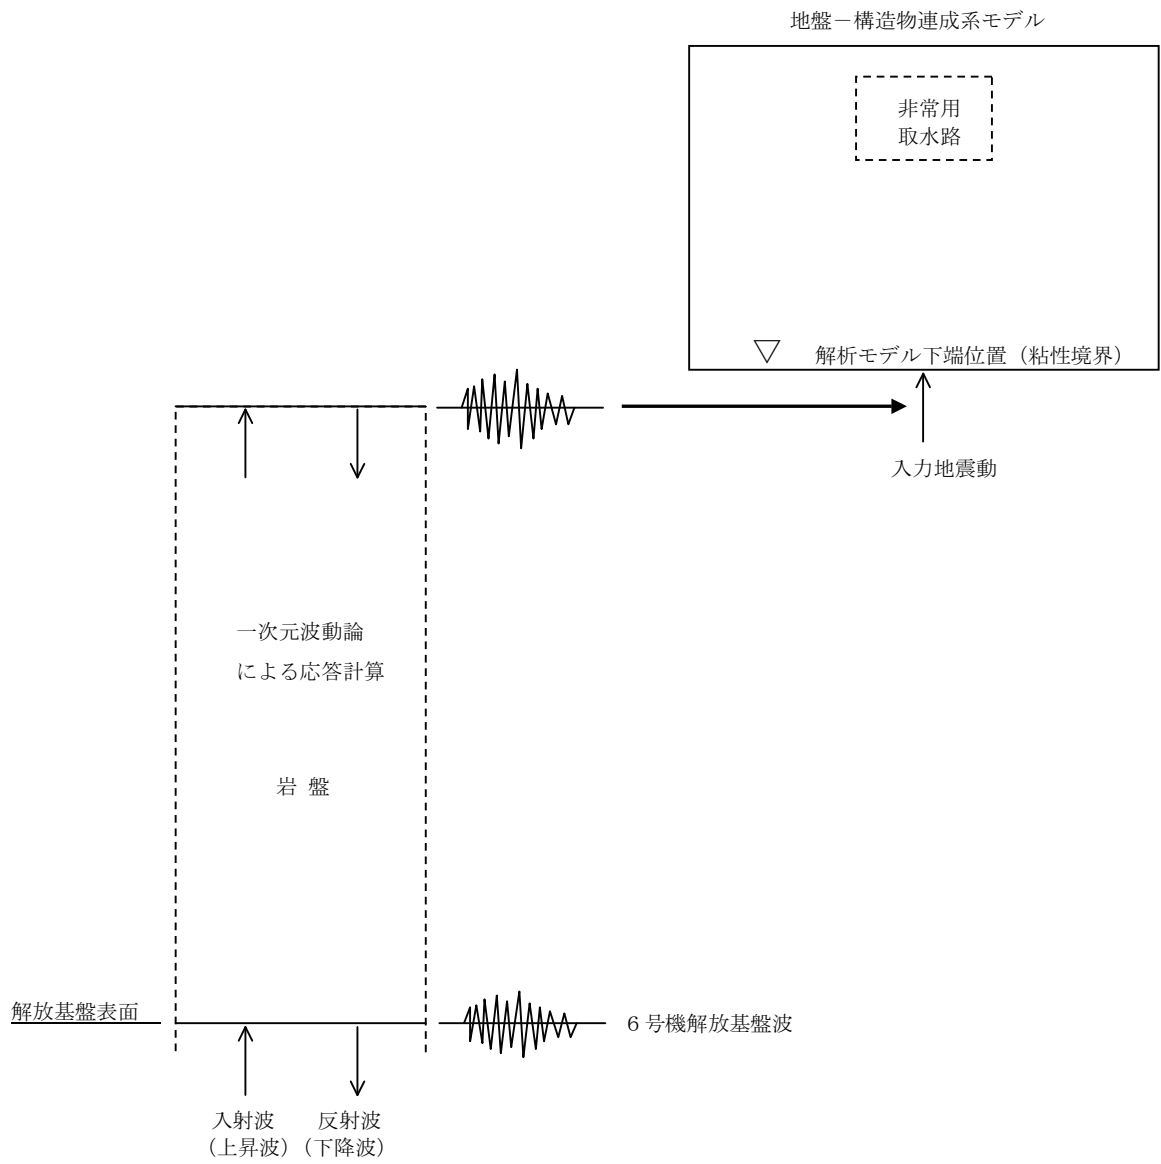 地盤－構造物連成系モデル
非常用
取水路
解析モデル下端位置（粘性境界）
入力地震動
一次元波動論
による応答計算
岩 盤
解放基盤表面
6 号機解放基盤波
入射波
（上昇波）
反射波
（下降波）